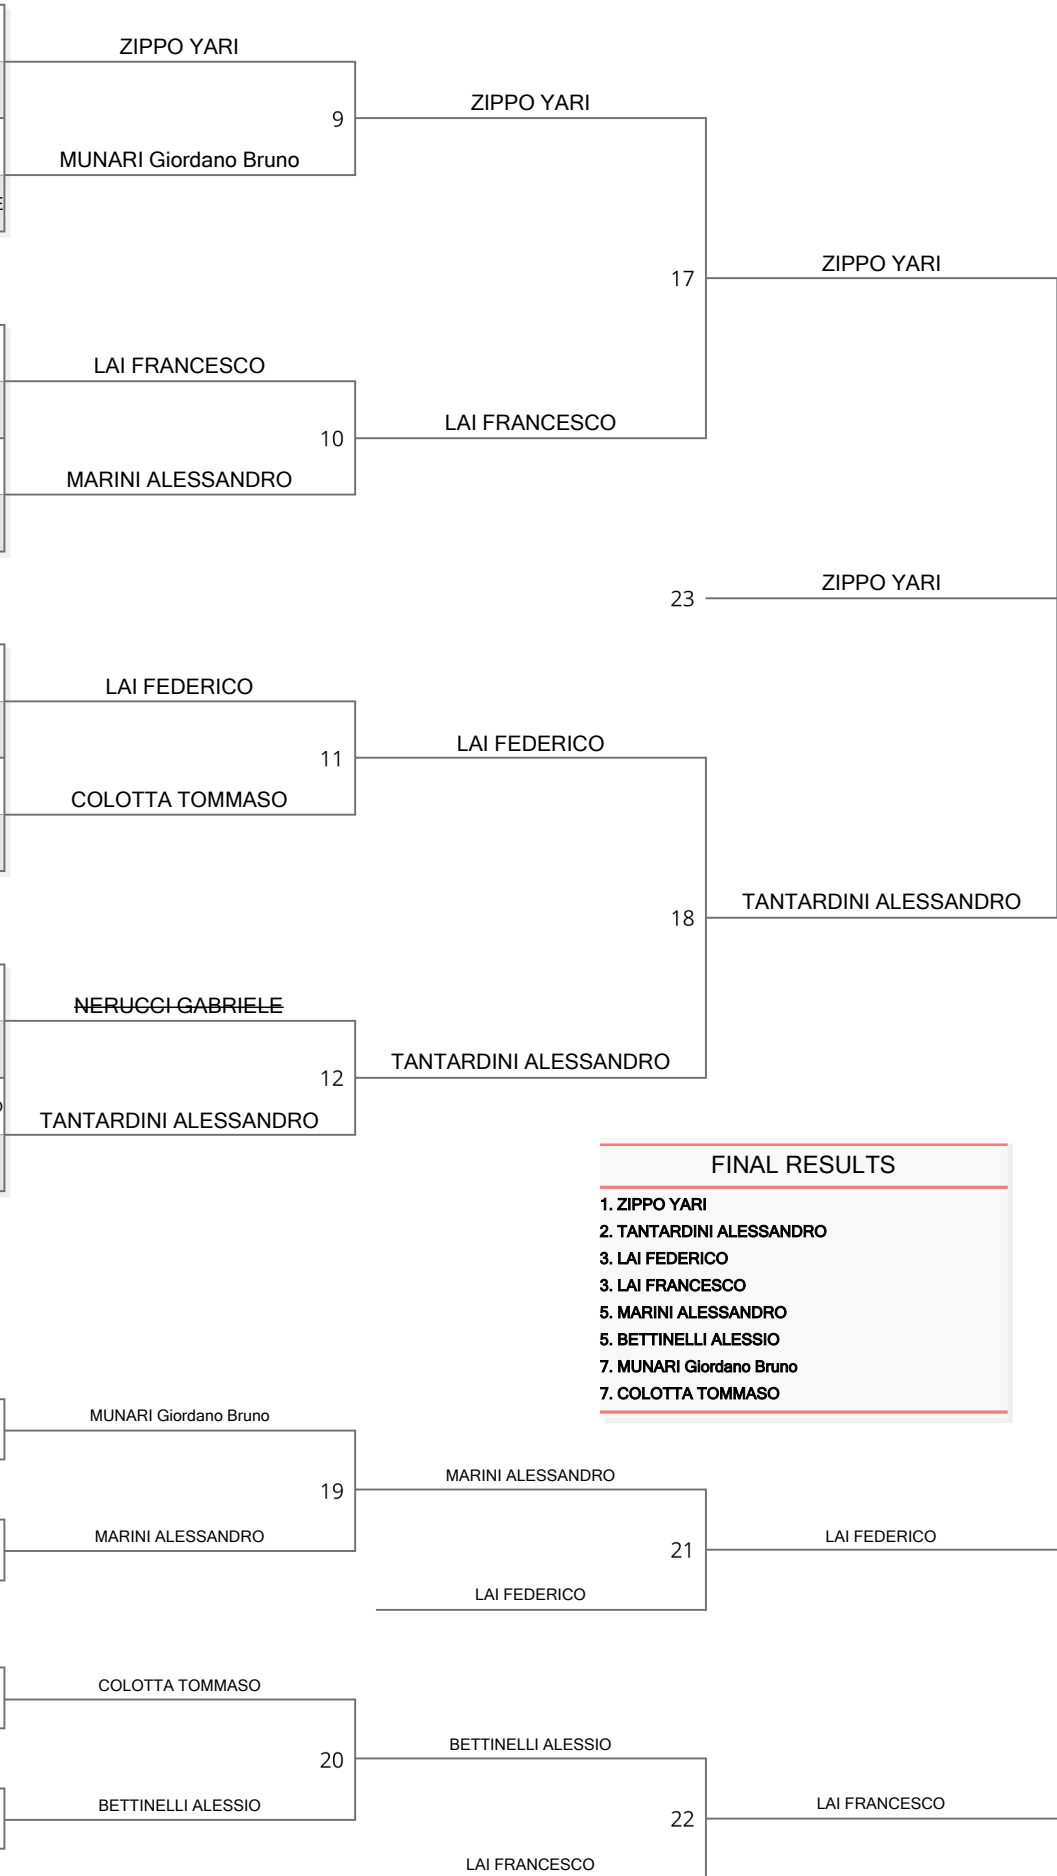 ZIPPO YARI
9
MUNARI Giordano Bruno
ZIPPO YARI
17
ZIPPO YARI
LAI FRANCESCO
10
MARINI ALESSANDRO
LAI FRANCESCO
23
ZIPPO YARI
LAI FEDERICO
11
COLOTTA TOMMASO
LAI FEDERICO
18
TANTARDINI ALESSANDRO
NERUCCI GABRIELE
12
TANTARDINI ALESSANDRO
TANTARDINI ALESSANDRO
FINAL RESULTS
1. ZIPPO YARI
2. TANTARDINI ALESSANDRO
3. LAI FEDERICO
3. LAI FRANCESCO
5. MARINI ALESSANDRO
5. BETTINELLI ALESSIO
7. MUNARI Giordano Bruno
7. COLOTTA TOMMASO
MUNARI Giordano Bruno
19
MARINI ALESSANDRO
MARINI ALESSANDRO
21
LAI FEDERICO
LAI FEDERICO
COLOTTA TOMMASO
20
BETTINELLI ALESSIO
BETTINELLI ALESSIO
22
LAI FRANCESCO
LAI FRANCESCO